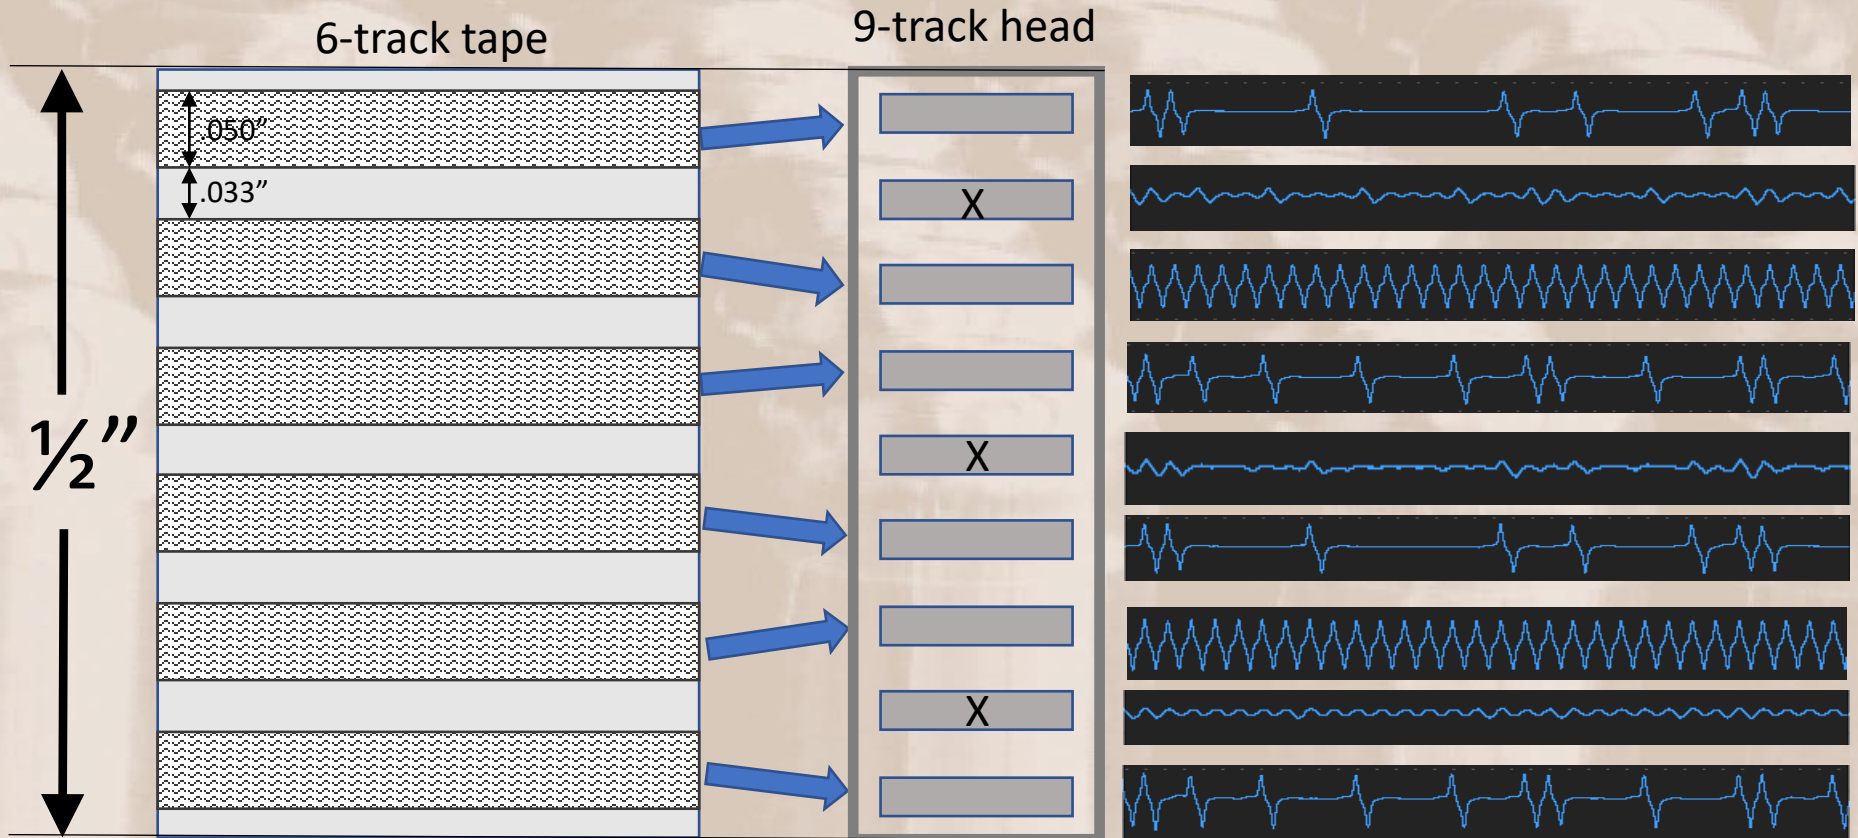 6-track tape
9-track head
.050”
.033”
½”
X
X
X